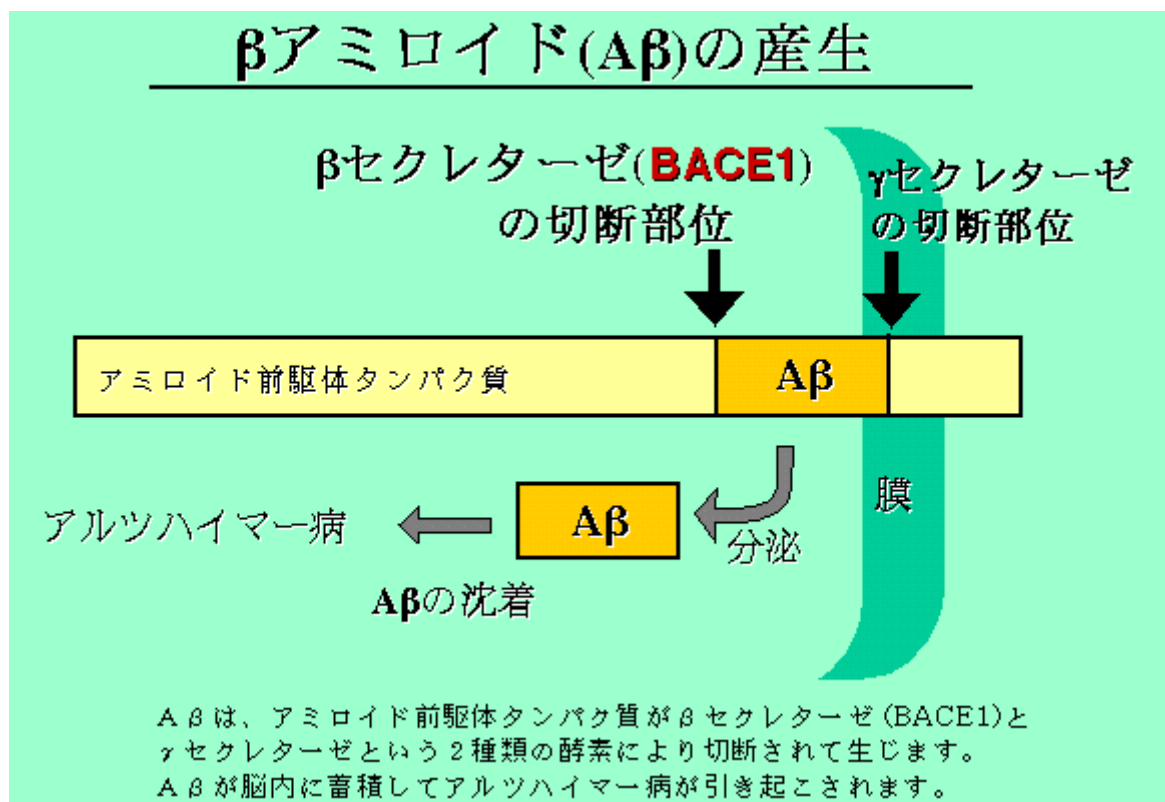 βアミロイド(Aβ)の産生
βセクレターゼ(BACE1)
の切断部位
γセクレターゼ
の切断部位
アミロイド前駆体タンパク質
Aβ
膜
アルツハイマー病
Aβ
分泌
Aβの沈着
Aβは、アミロイド前駆体タンパク質がβセクレターゼ(BACE1)と
γセクレターゼという2種類の酵素により切断されて生じます。
Aβが脳内に蓄積してアルツハイマー病が引き起こされます。